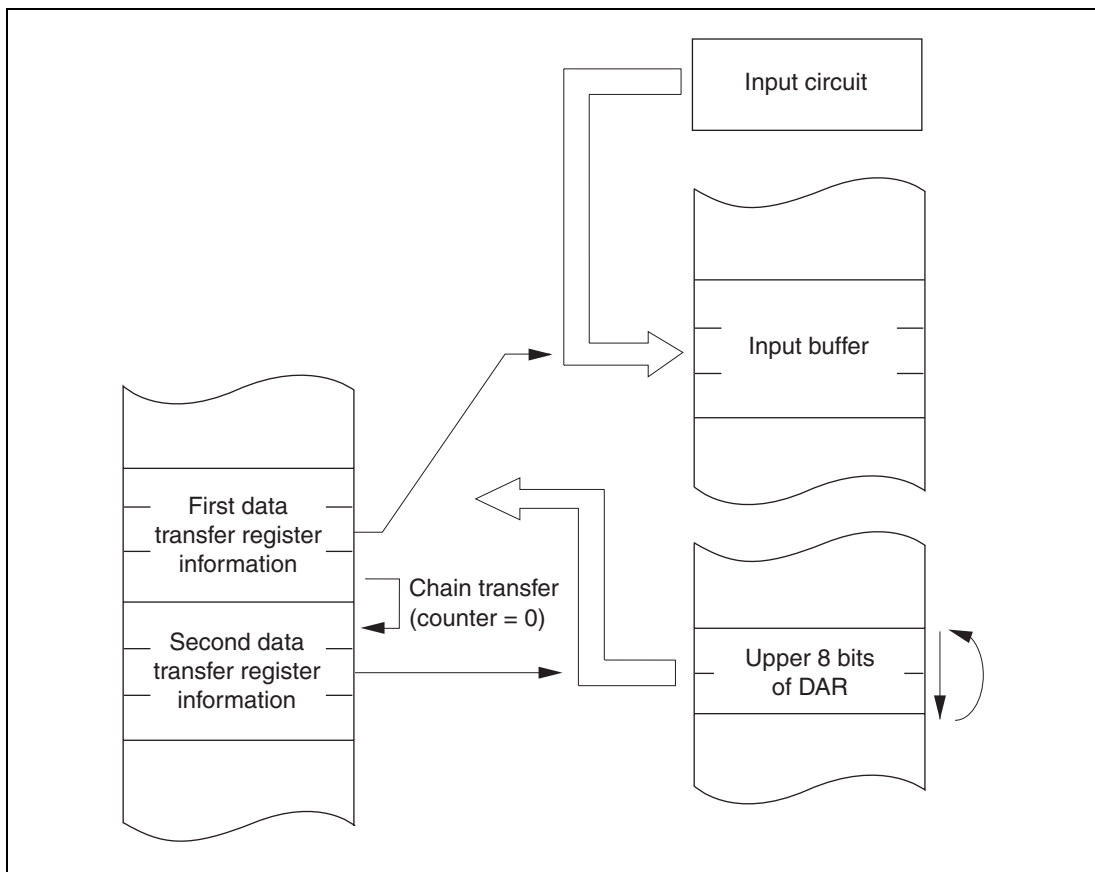 Input circuit
Input buffer
First data
transfer register
information
Chain transfer
(counter = 0)
Second data
transfer register
information
Upper 8 bits
of DAR